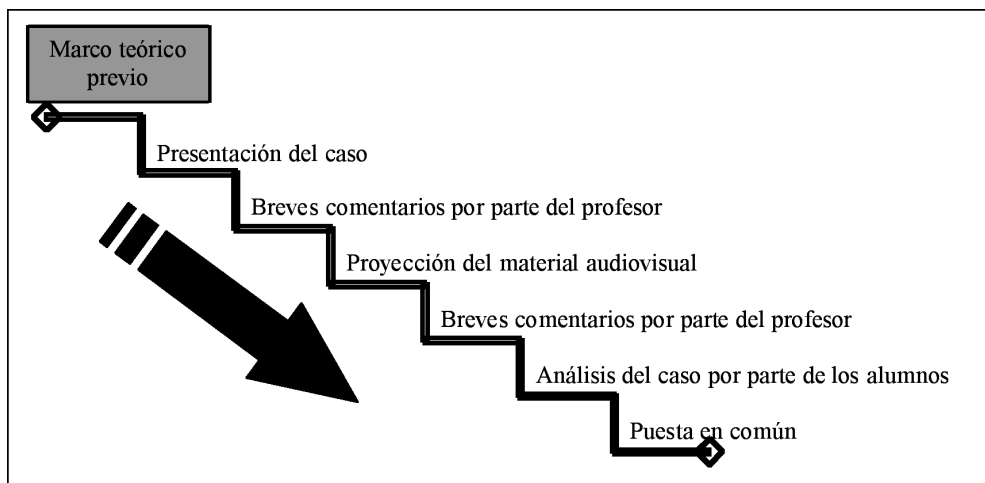 Marco teórico
previo
Presentación del caso
Breves comentarios por parte del profesor
Proyección del material audiovisual
Breves comentarios por parte del profesor
Análisis del caso por parte de los alumnos
Puesta en común